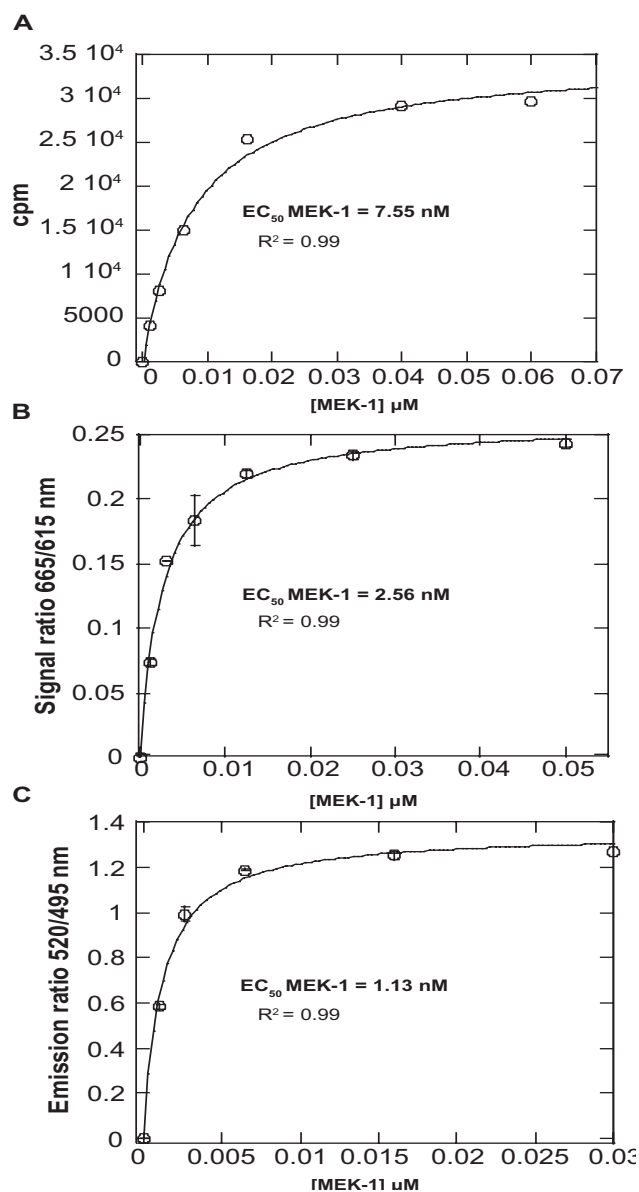 A
3.5 10⁴
3 10⁴
2.5 10⁴
2 10⁴
1.5 10⁴
1 10⁴
5000
0
cpm
EC₅₀ MEK-1 = 7.55 nM
R² = 0.99
0 0.01 0.02 0.03 0.04 0.05 0.06 0.07
[MEK-1] µM
B
0.25
0.2
0.15
0.1
0.05
0
Signal ratio 665/615 nm
EC₅₀ MEK-1 = 2.56 nM
R² = 0.99
0 0.01 0.02 0.03 0.04 0.05
[MEK-1] µM
C
1.4
1.2
1
0.8
0.6
0.4
0.2
0
Emission ratio 520/495 nm
EC₅₀ MEK-1 = 1.13 nM
R² = 0.99
0 0.005 0.01 0.015 0.02 0.025 0.03
[MEK-1] µM